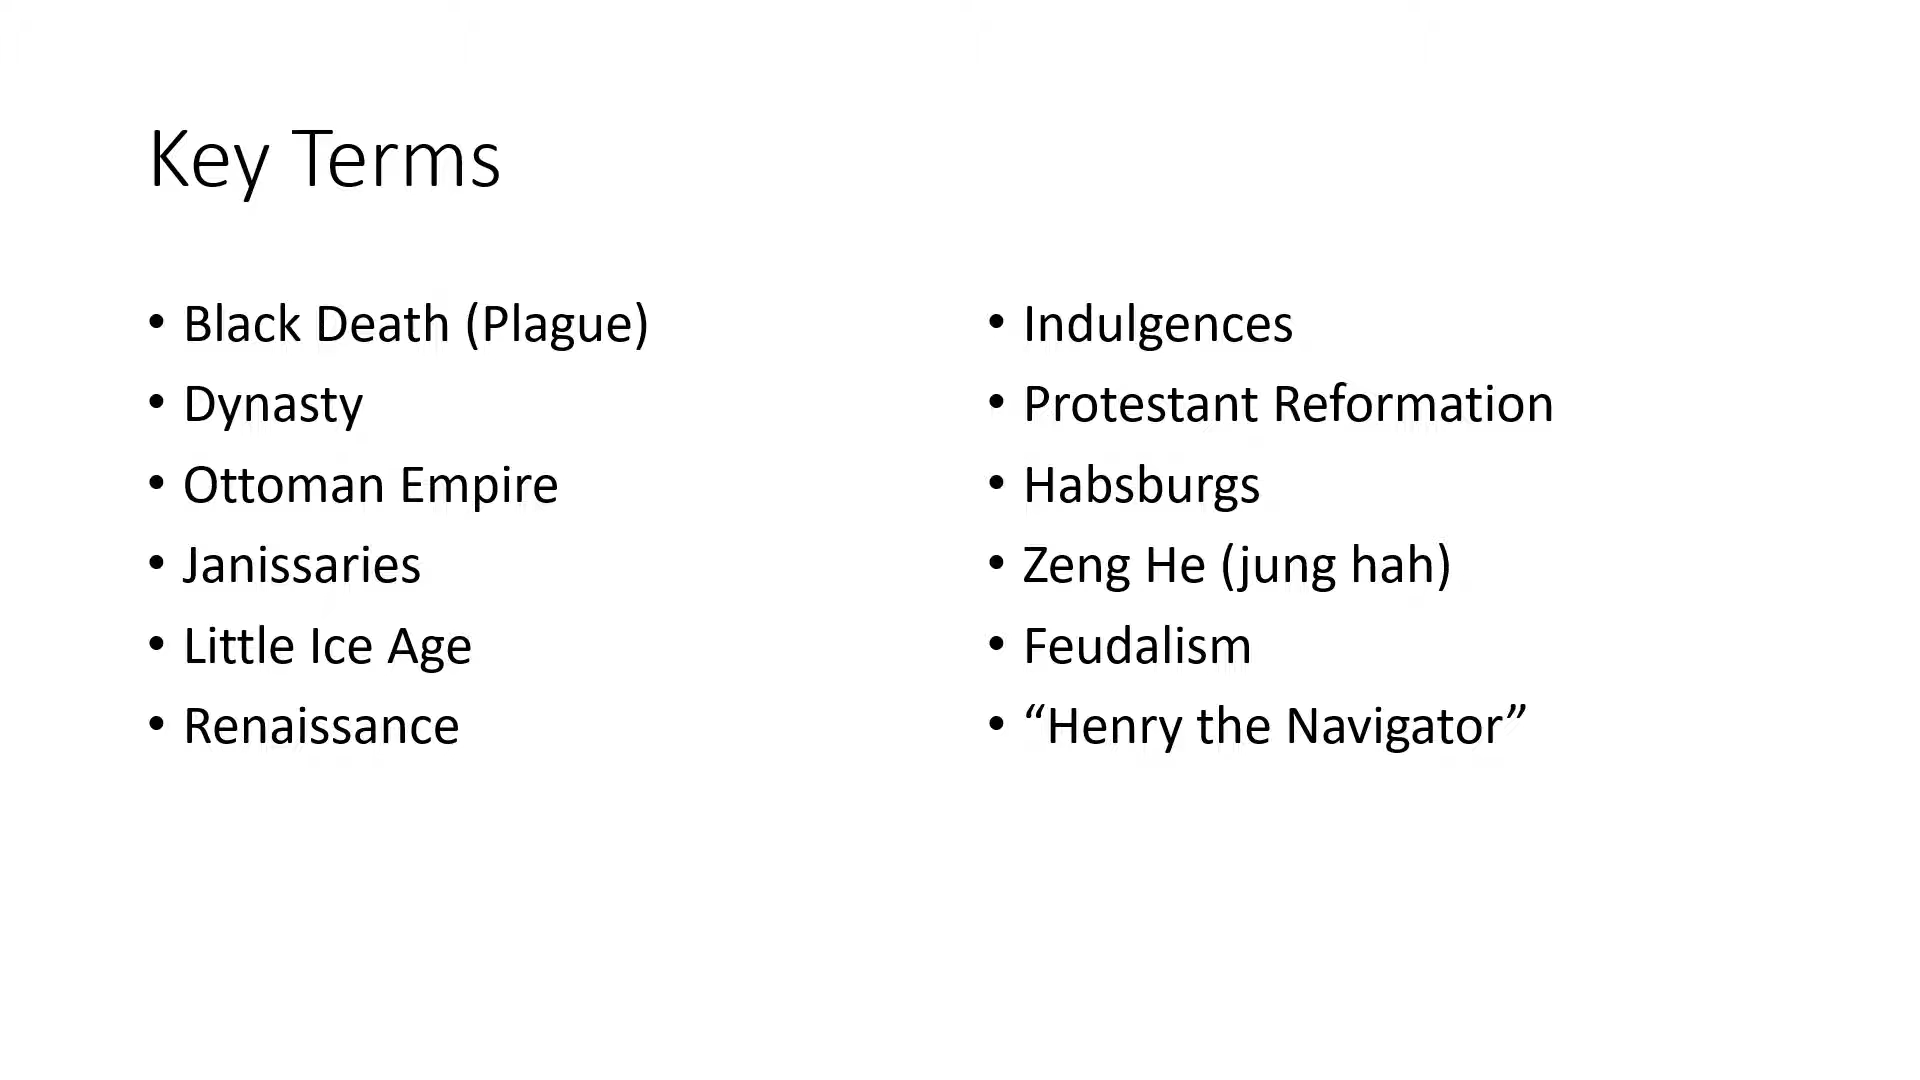 Key Terms
• Black Death (Plague)
• Dynasty
• Ottoman Empire
• Janissaries
• Little Ice Age
• Renaissance
• Indulgences
• Protestant Reformation
• Habsburgs
• Zeng He (jung hah)
• Feudalism
• “Henry the Navigator”